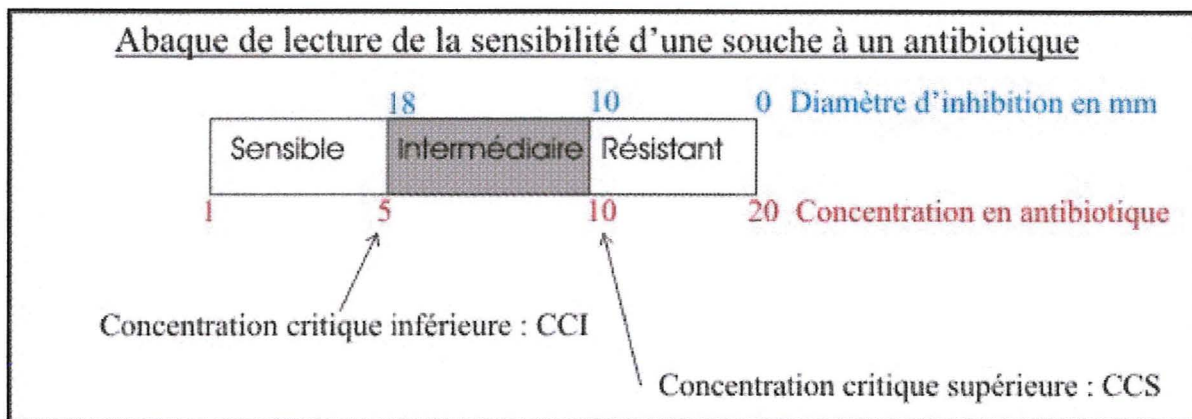 Abaque de lecture de la sensibilité d'une souche à un antibiotique
18 10 0 Diamètre d'inhibition en mm
Sensible Intermédiaire Résistant
1 5 10 20 Concentration en antibiotique
Concentration critique inférieure : CCI
Concentration critique supérieure : CCS